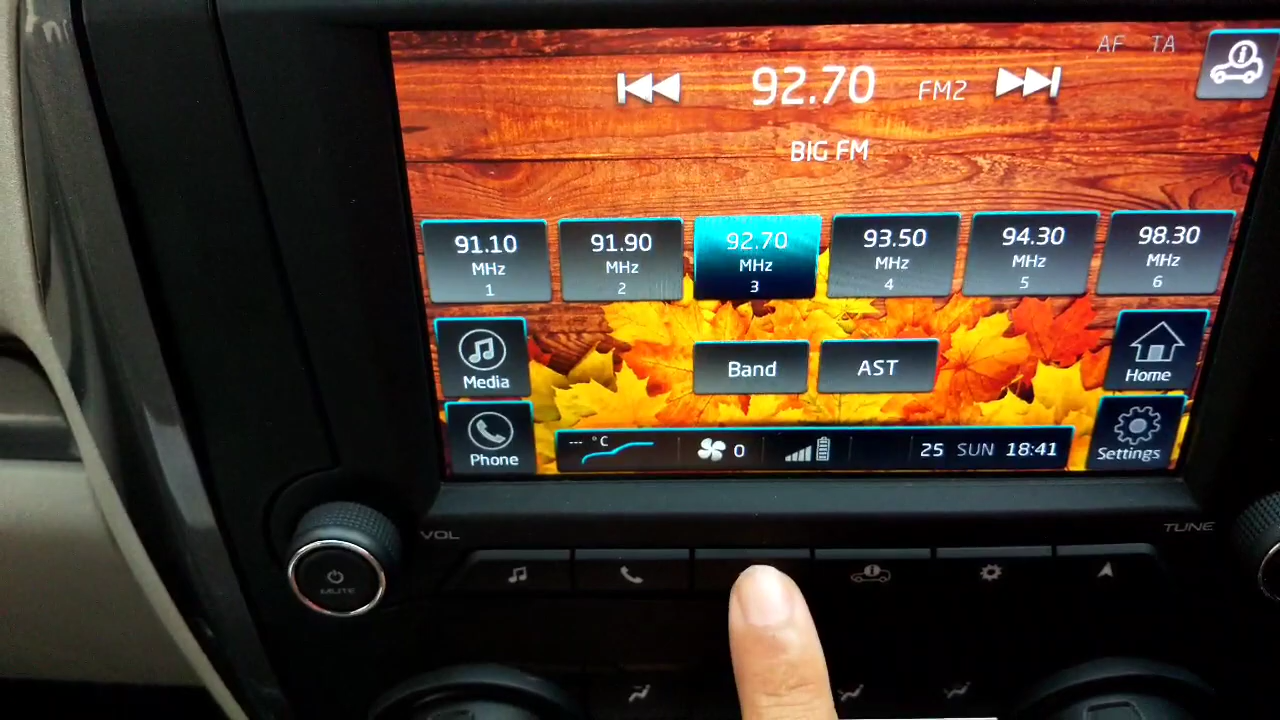 AF TA
92.70 FM2
BIG FM
91.10 MHz 1
91.90 MHz 2
92.70 MHz 3
93.50 MHz 4
94.30 MHz 5
98.30 MHz 6
Media
Band
AST
Home
Phone
--- °C
0
25 SUN 18:41
Settings
VOL
TUNE
MUTE